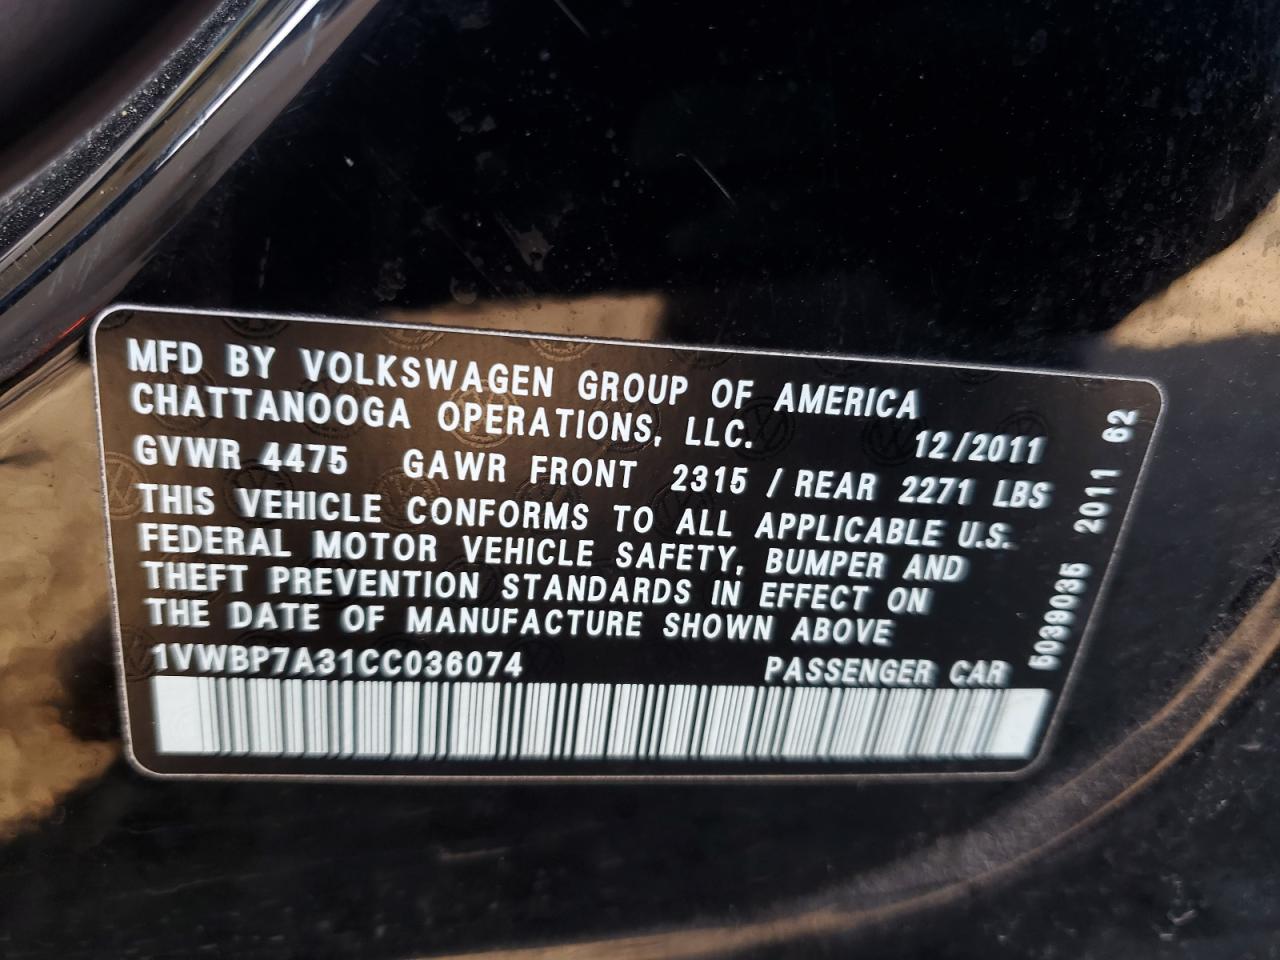 MFD BY VOLKSWAGEN GROUP OF AMERICA
CHATTANOOGA OPERATIONS, LLC. 12/2011
GVWR 4475 GAWR FRONT 2315 / REAR 2271 LBS
THIS VEHICLE CONFORMS TO ALL APPLICABLE U.S.
FEDERAL MOTOR VEHICLE SAFETY, BUMPER AND
THEFT PREVENTION STANDARDS IN EFFECT ON
THE DATE OF MANUFACTURE SHOWN ABOVE
1VWBP7A31CC036074 PASSENGER CAR
5039035 2011 62